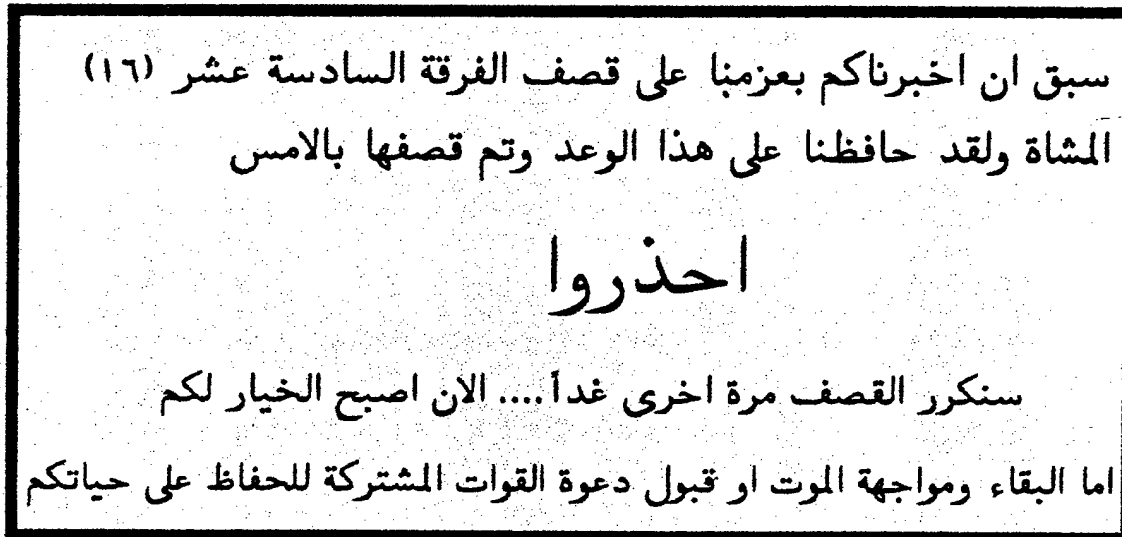 سبق ان اخبرناكم بعزمنا على قصف الفرقة السادسة عشر (١٦)
المشاة ولقد حافظنا على هذا الوعد وتم قصفها بالامس
احذروا
سنكرر القصف مرة اخرى غداً .... الان اصبح الخيار لكم
اما البقاء ومواجهة الموت او قبول دعوة القوات المشتركة للحفاظ على حياتكم